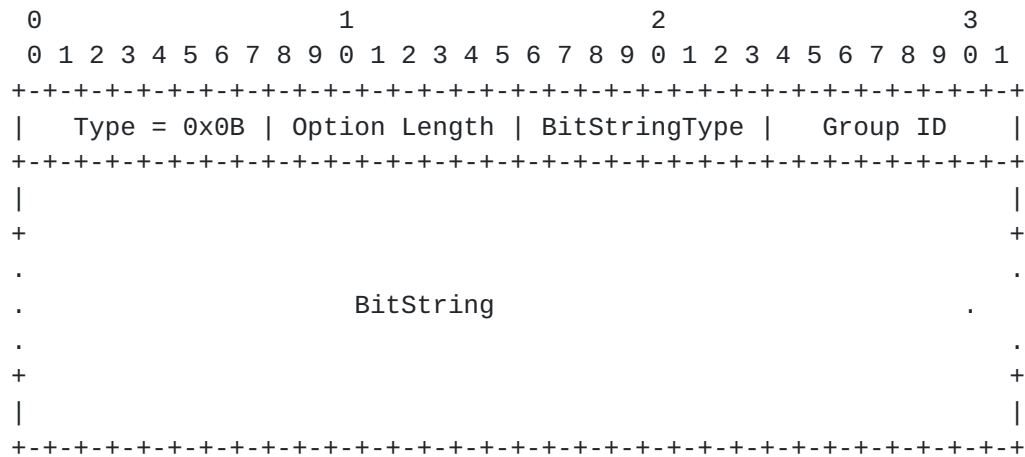 0                   1                   2                   3
 0 1 2 3 4 5 6 7 8 9 0 1 2 3 4 5 6 7 8 9 0 1 2 3 4 5 6 7 8 9 0 1
+-+-+-+-+-+-+-+-+-+-+-+-+-+-+-+-+-+-+-+-+-+-+-+-+-+-+-+-+-+-+-+-+
|   Type = 0x0B | Option Length | BitStringType |   Group ID    |
+-+-+-+-+-+-+-+-+-+-+-+-+-+-+-+-+-+-+-+-+-+-+-+-+-+-+-+-+-+-+-+-+
|                                                               |
+                                                               +
.                                                               .
.                     BitString                              .
.                                                               .
+                                                               +
|                                                               |
+-+-+-+-+-+-+-+-+-+-+-+-+-+-+-+-+-+-+-+-+-+-+-+-+-+-+-+-+-+-+-+-+